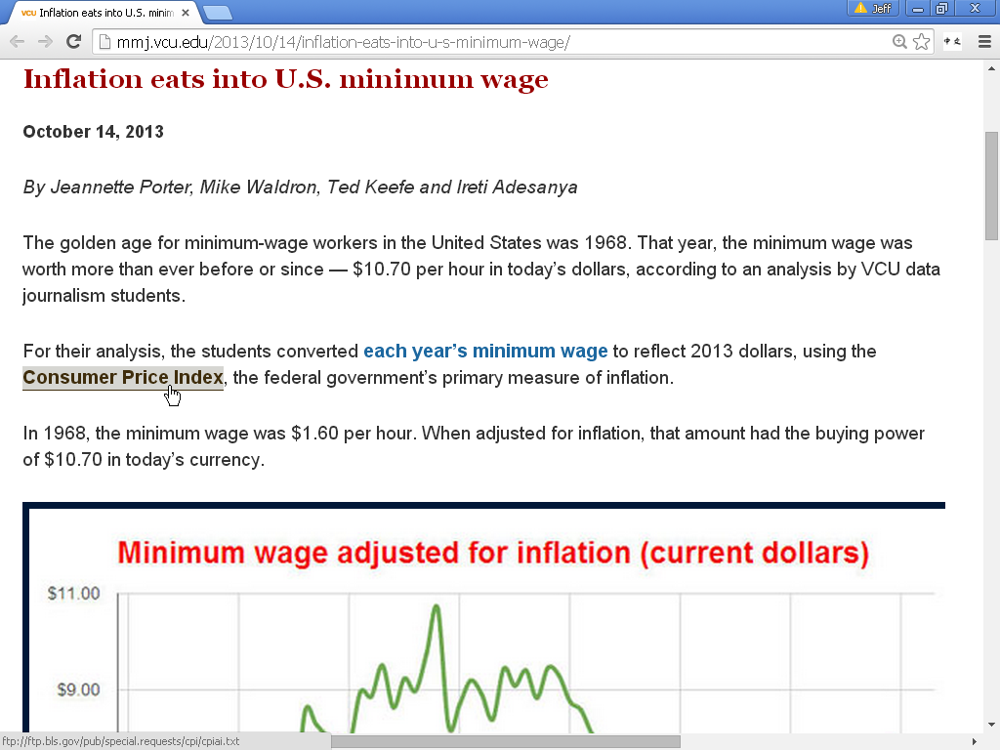 vcu Inflation eats into U.S. minim
Jeff
mmj.vcu.edu/2013/10/14/inflation-eats-into-u-s-minimum-wage/
Inflation eats into U.S. minimum wage
October 14, 2013
By Jeannette Porter, Mike Waldron, Ted Keefe and Ireti Adesanya
The golden age for minimum-wage workers in the United States was 1968. That year, the minimum wage was
worth more than ever before or since — $10.70 per hour in today’s dollars, according to an analysis by VCU data
journalism students.
For their analysis, the students converted each year’s minimum wage to reflect 2013 dollars, using the
Consumer Price Index, the federal government’s primary measure of inflation.
In 1968, the minimum wage was $1.60 per hour. When adjusted for inflation, that amount had the buying power
of $10.70 in today’s currency.
Minimum wage adjusted for inflation (current dollars)
$11.00
$9.00
ftp://ftp.bls.gov/pub/special.requests/cpi/cpiai.txt